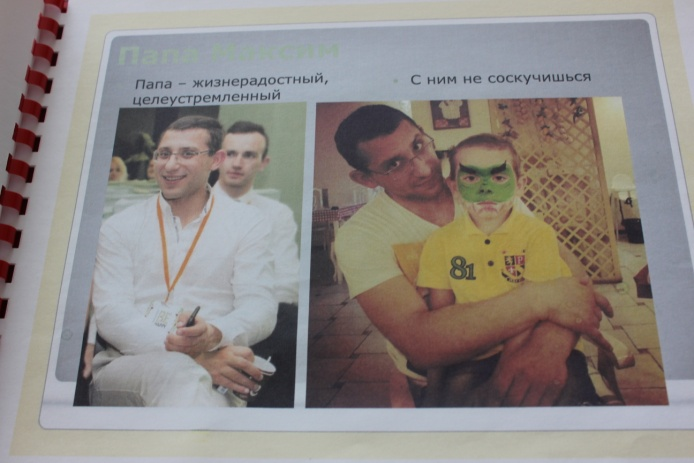 Папа Максим
Папа – жизнерадостный,
целеустремленный
С ним не соскучишься
81